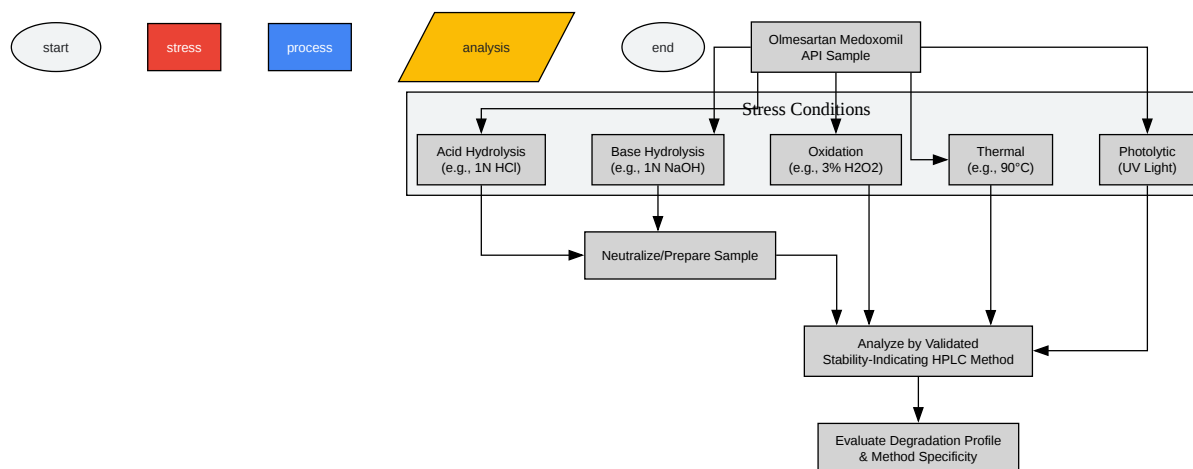 start
stress
process
analysis
end
Olmesartan Medoxomil
API Sample
Stress Conditions
Acid Hydrolysis
(e.g., 1N HCl)
Base Hydrolysis
(e.g., 1N NaOH)
Oxidation
(e.g., 3% H2O2)
Thermal
(e.g., 90°C)
Photolytic
(UV Light)
Neutralize/Prepare Sample
Analyze by Validated
Stability-Indicating HPLC Method
Evaluate Degradation Profile
& Method Specificity